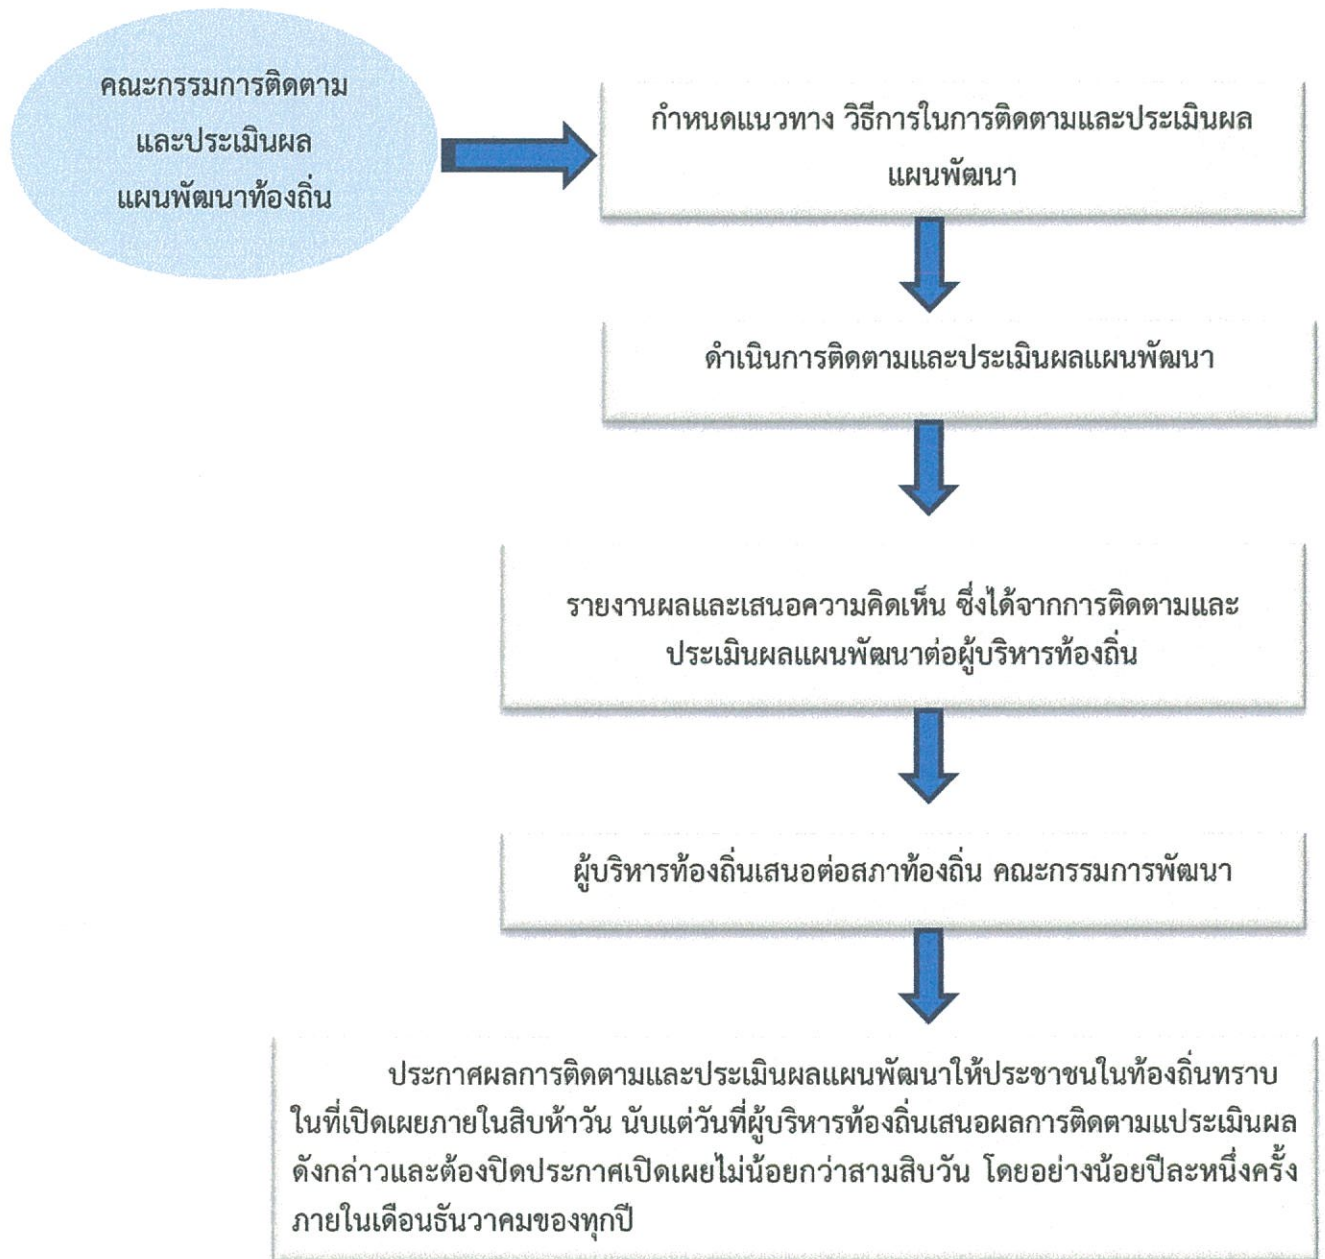 คณะกรรมการติดตาม
และประเมินผล
แผนพัฒนาท้องถิ่น
กำหนดแนวทาง วิธีการในการติดตามและประเมินผล
แผนพัฒนา
ดำเนินการติดตามและประเมินผลแผนพัฒนา
รายงานผลและเสนอความคิดเห็น ซึ่งได้จากการติดตามและ
ประเมินผลแผนพัฒนาต่อผู้บริหารท้องถิ่น
ผู้บริหารท้องถิ่นเสนอต่อสภาท้องถิ่น คณะกรรมการพัฒนา
ประกาศผลการติดตามและประเมินผลแผนพัฒนาให้ประชาชนในท้องถิ่นทราบ
ในที่เปิดเผยภายในสิบห้าวัน นับแต่วันที่ผู้บริหารท้องถิ่นเสนอผลการติดตามแประเมินผล
ดังกล่าวและต้องปิดประกาศเปิดเผยไม่น้อยกว่าสามสิบวัน โดยอย่างน้อยปีละหนึ่งครั้ง
ภายในเดือนธันวาคมของทุกปี